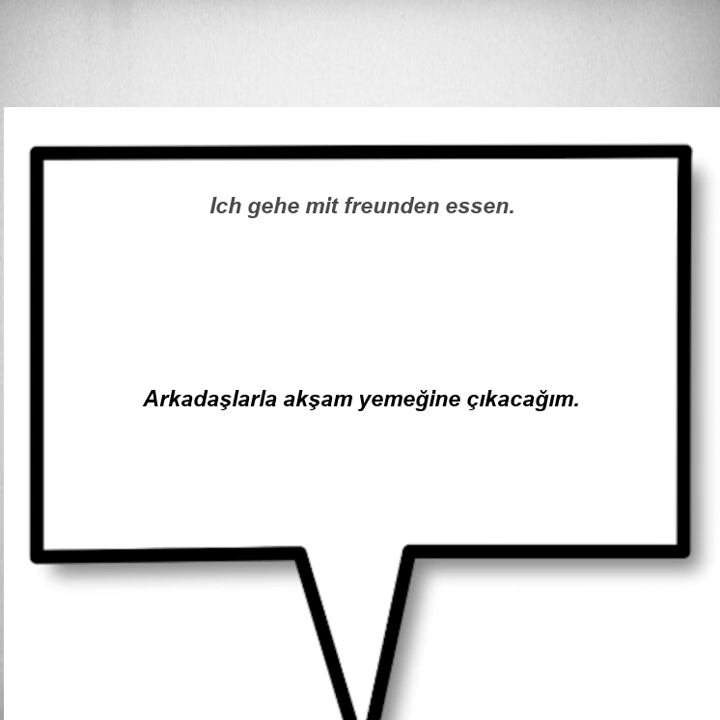 Ich gehe mit freunden essen.
Arkadaşlarla akşam yemeğine çıkacağım.